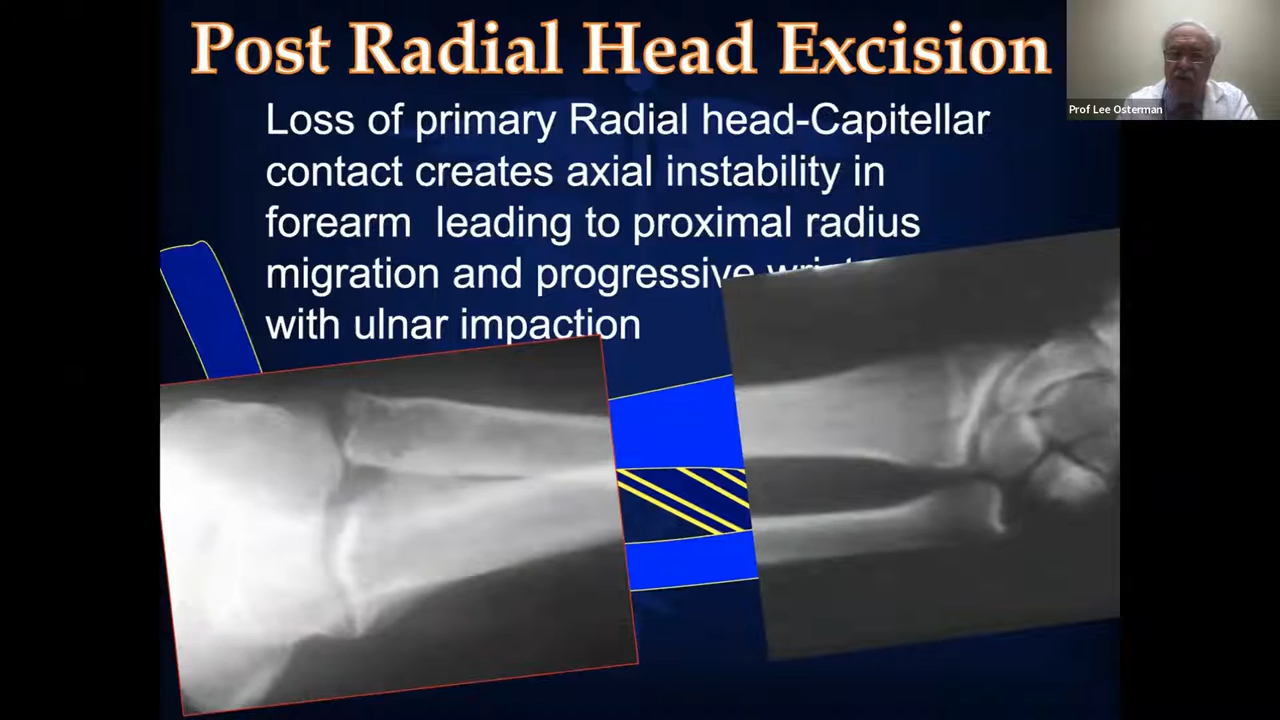 Post Radial Head Excision
Prof Lee Osterman
Loss of primary Radial head-Capitellar
contact creates axial instability in
forearm leading to proximal radius
migration and progressive
with ulnar impaction